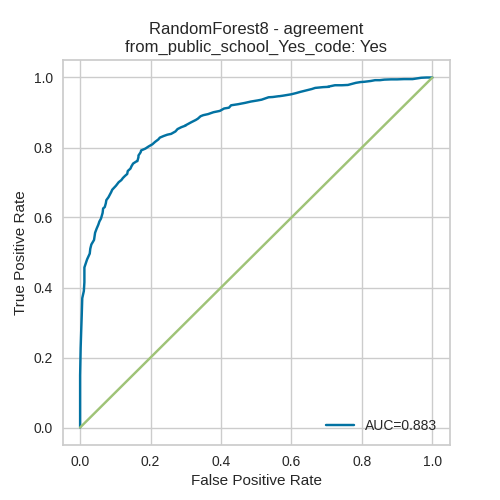 RandomForest8 - agreement
from_public_school_Yes_code: Yes
1.0
0.8
0.6
0.4
0.2
0.0
True Positive Rate
AUC=0.883
0.0 0.2 0.4 0.6 0.8 1.0
False Positive Rate